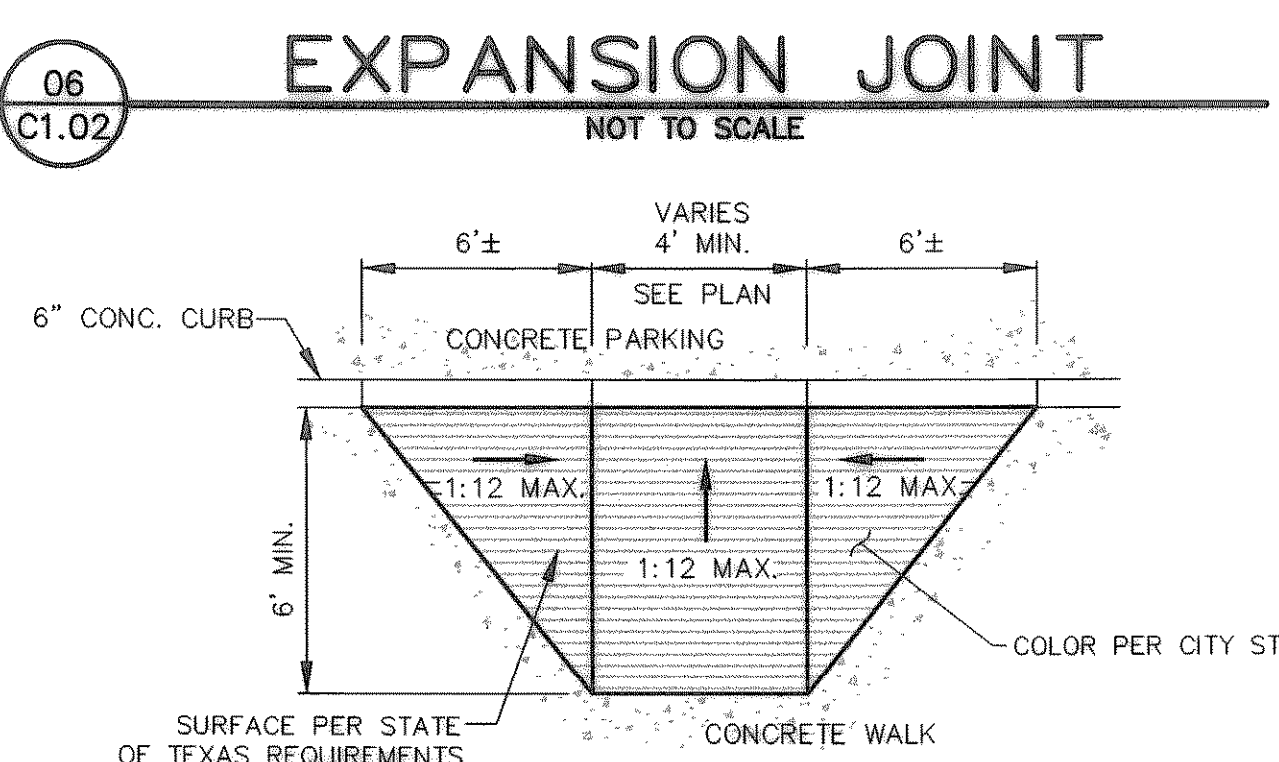 06
C1.02
EXPANSION JOINT
NOT TO SCALE
6'±
VARIES
4' MIN.
6'±
SEE PLAN
6" CONC. CURB
CONCRETE PARKING
1:12 MAX.
1:12 MAX.
1:12 MAX.
6' MIN.
COLOR PER CITY ST
SURFACE PER STATE
OF TEXAS REQUIREMENTS
CONCRETE WALK